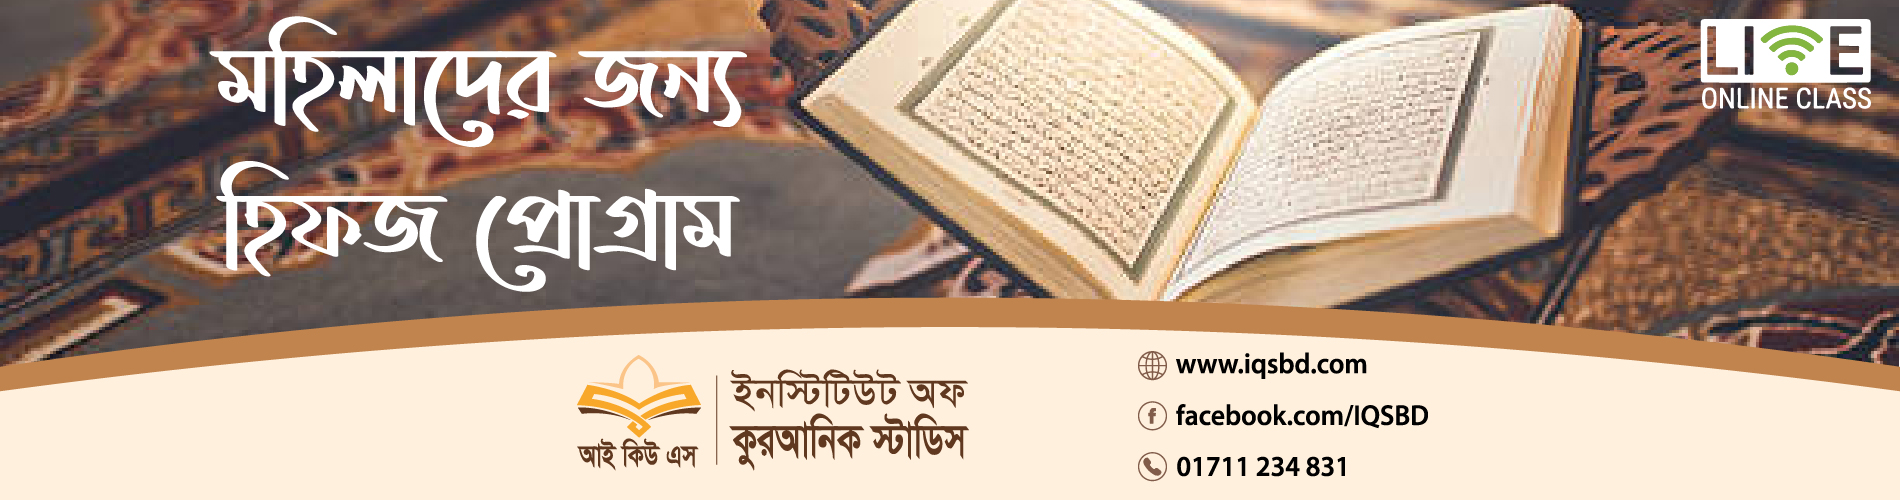 মহিলাদের জন্য
হিফজ প্রোগ্রাম
LIVE
ONLINE CLASS
আই কিউ এস
ইনস্টিটিউট অফ
কুরআনিক স্টাডিস
www.iqsbd.com
facebook.com/IQSBD
01711 234 831